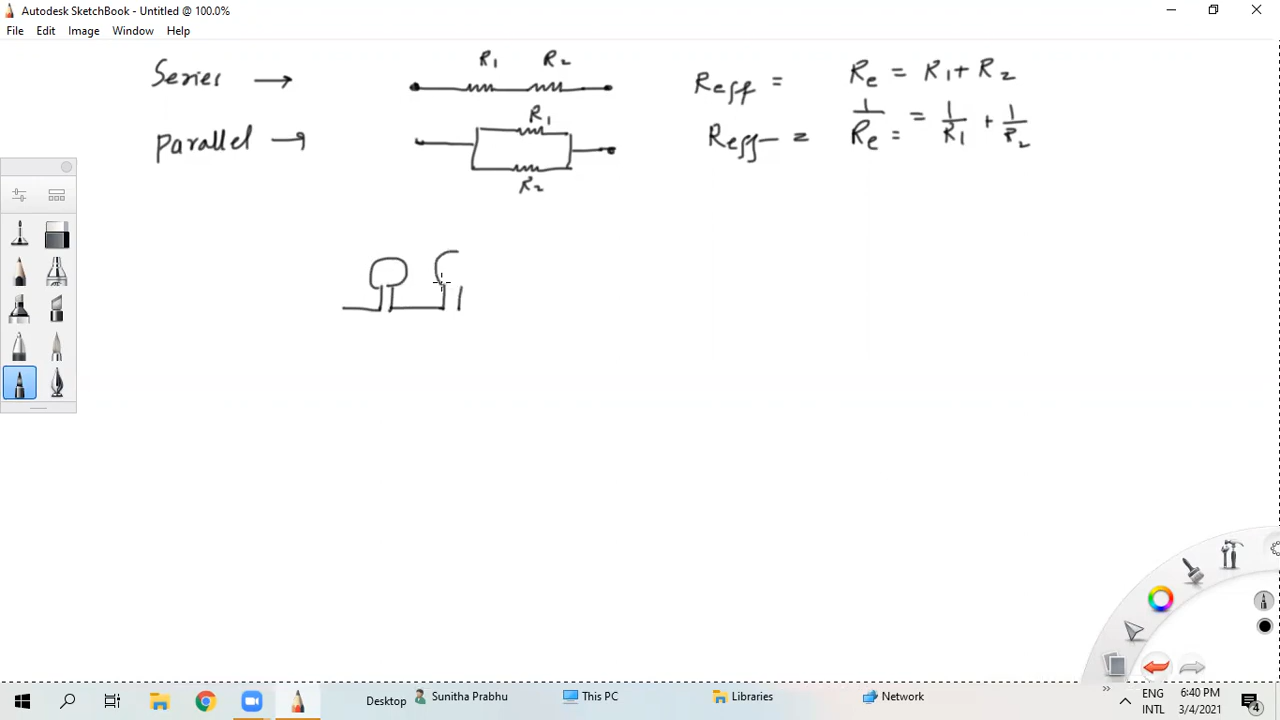 Autodesk SketchBook - Untitled @ 100.0%
File Edit Image Window Help
Series → R1 R2 Reff = Re = R1 + R2
Parallel → R1 R2 Reff = 1/Re = = 1/R1 + 1/R2
Desktop Sunitha Prabhu This PC Libraries Network
ENG 6:40 PM
INTL 3/4/2021 4